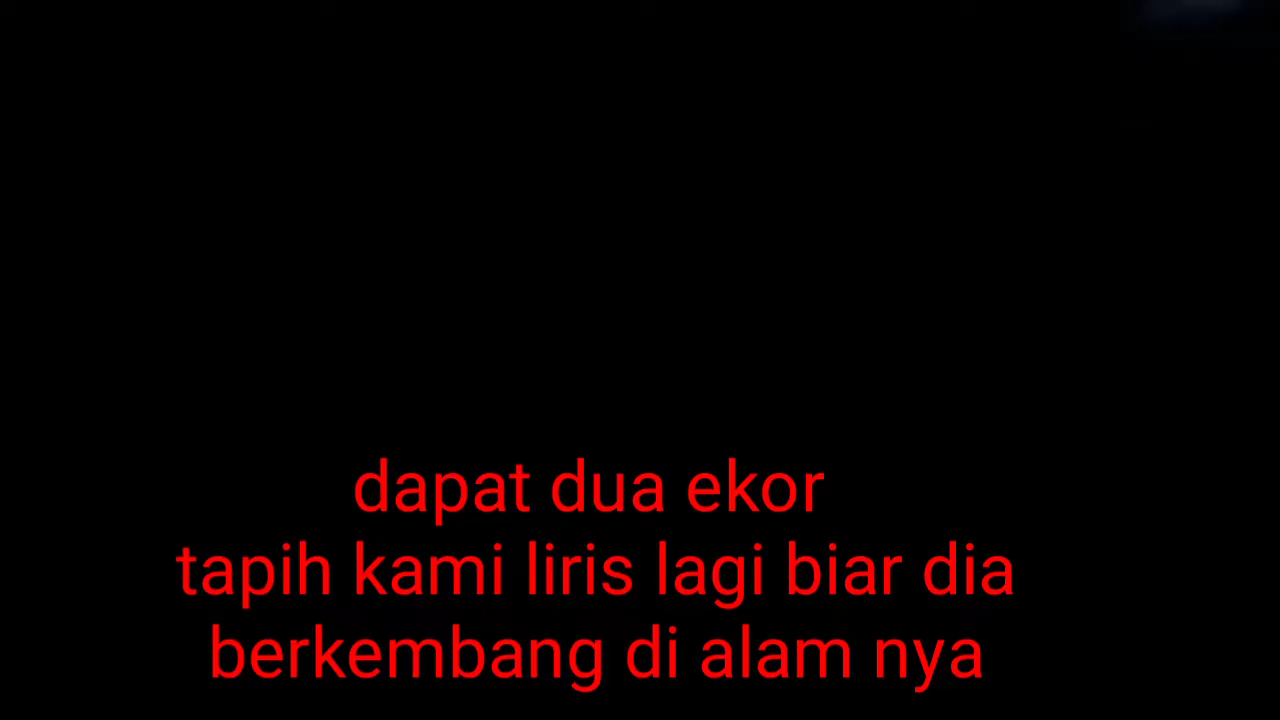 dapat dua ekor
tapih kami liris lagi biar dia
berkembang di alam nya